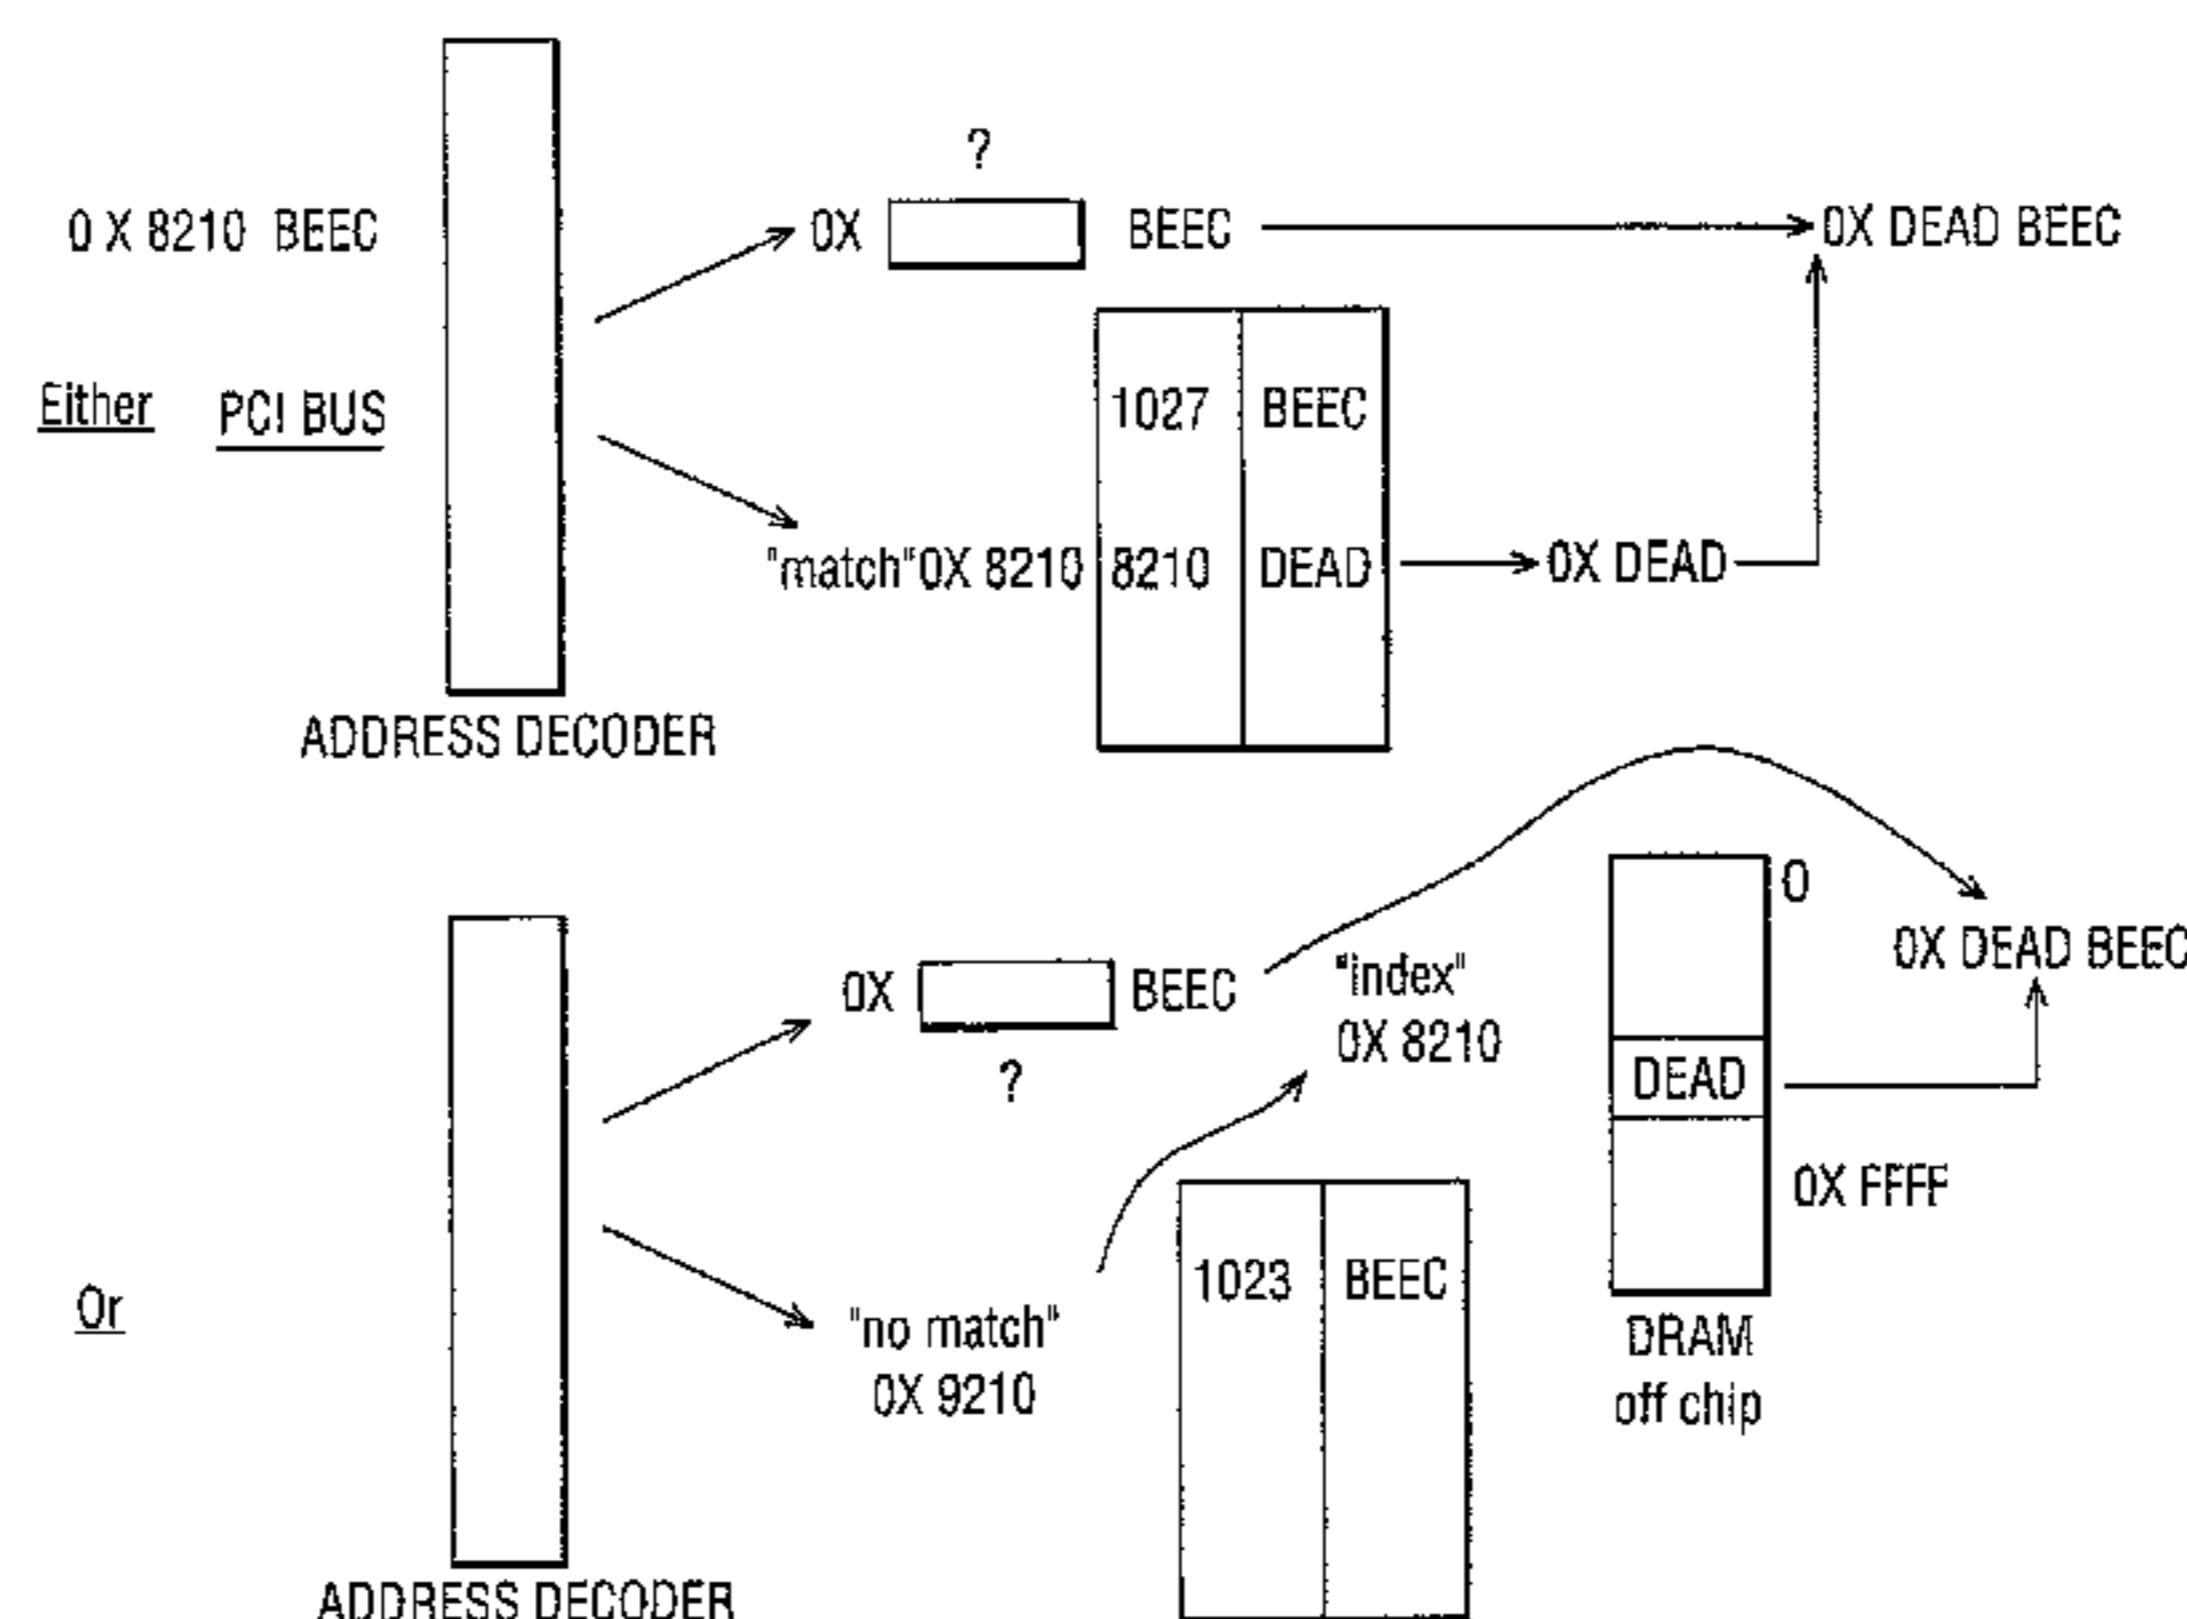 ?
0 X 8210 BEEC
0X BEEC
0X DEAD BEEC
Either PCI BUS
1027 BEEC
"match" 0X 8210 8210 DEAD
0X DEAD
ADDRESS DECODER
0
0X BEEC
"index"
0X 8210
0X DEAD BEEC
?
DEAD
0X FFFF
1023 BEEC
Or
"no match"
0X 9210
DRAM
off chip
ADDRESS DECODER